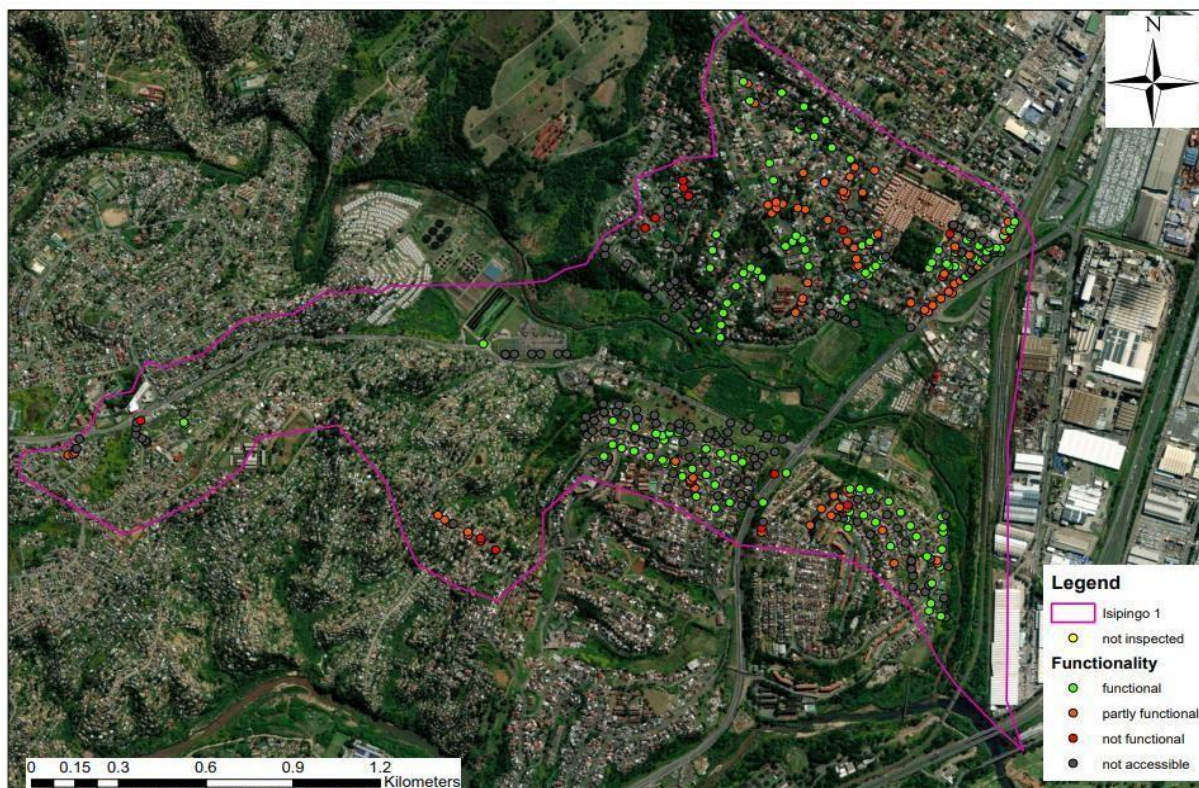 N
Legend
Isipingo 1
not inspected
Functionality
functional
partly functional
not functional
not accessible
0 0.15 0.3 0.6 0.9 1.2
Kilometers